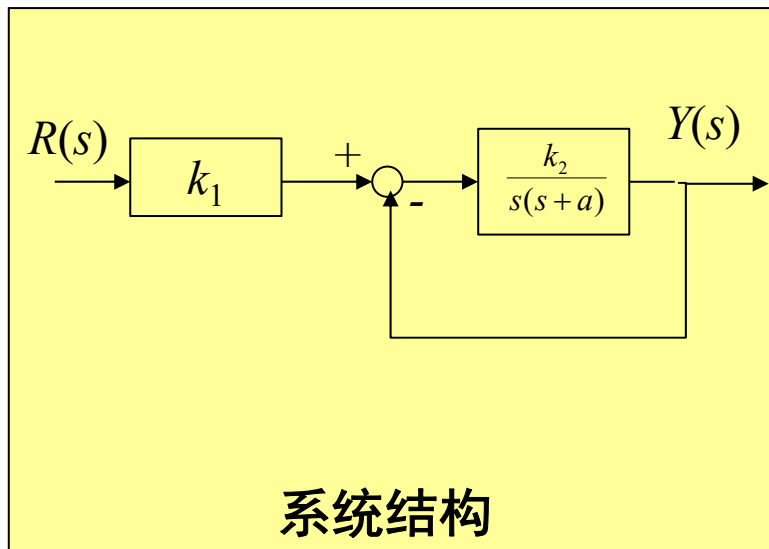 R(s)
k₁
+
-
k₂
s(s + a)
Y(s)
系统结构